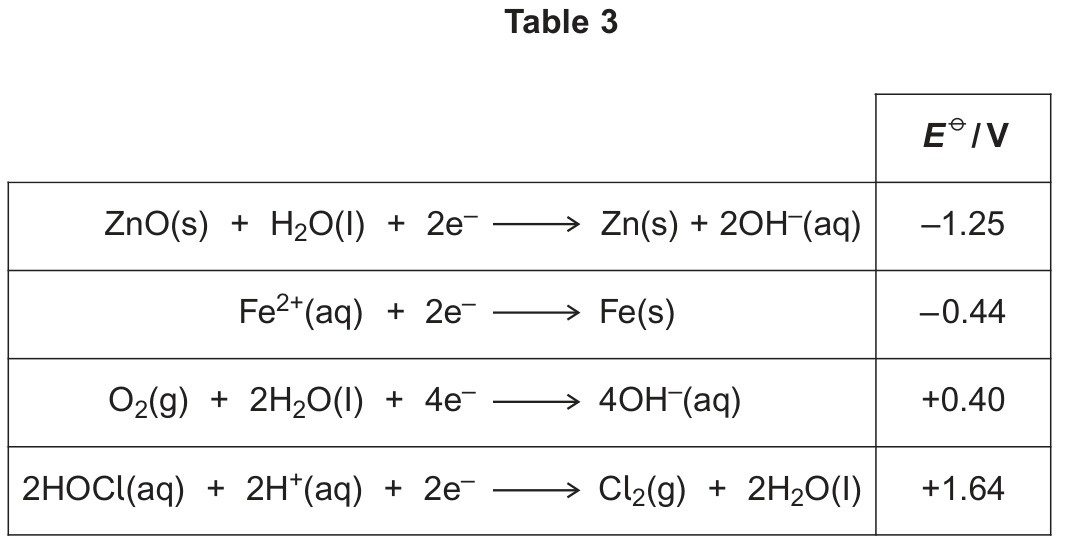 Table 3
E⦵ / V
ZnO(s) + H₂O(l) + 2e⁻ ⟶ Zn(s) + 2OH⁻(aq) –1.25
Fe²⁺(aq) + 2e⁻ ⟶ Fe(s) –0.44
O₂(g) + 2H₂O(l) + 4e⁻ ⟶ 4OH⁻(aq) +0.40
2HOCl(aq) + 2H⁺(aq) + 2e⁻ ⟶ Cl₂(g) + 2H₂O(l) +1.64